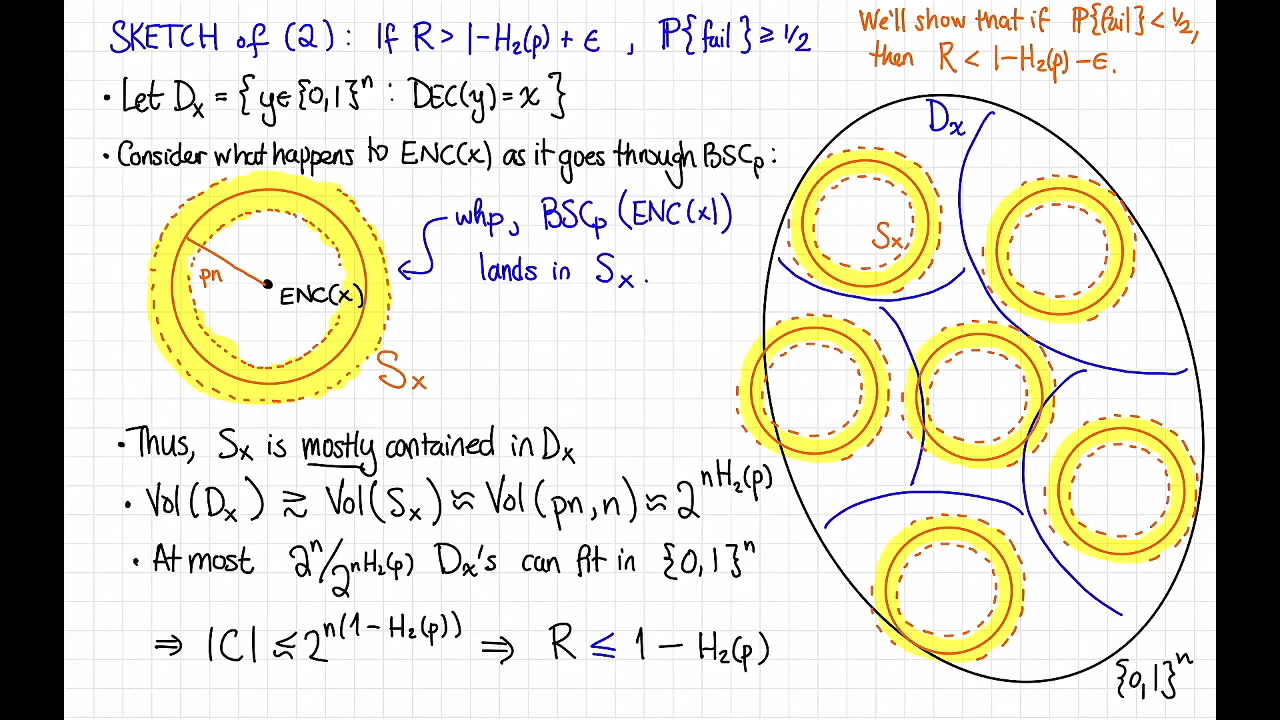 SKETCH of (2): If R > 1-H₂(p) + ε , ℙ{fail} ≥ 1/2
We'll show that if ℙ{fail} < 1/2,
then R < 1-H₂(p)-ε.
• Let Dₓ = { y∈{0,1}ⁿ : DEC(y) = x }
• Consider what happens to ENC(x) as it goes through BSCₚ :
whp, BSCₚ (ENC(x))
lands in Sₓ.
pn
ENC(x)
Sₓ
Dₓ
Sₓ
• Thus, Sₓ is mostly contained in Dₓ
• Vol(Dₓ) ≳ Vol(Sₓ) ≈ Vol(pn, n) ≈ 2^{nH₂(p)}
• At most 2ⁿ/2^{nH₂(p)} Dₓ's can fit in {0,1}ⁿ
⇒ |C| ≲ 2^{n(1-H₂(p))} ⇒ R ≤ 1 - H₂(p)
{0,1}ⁿ